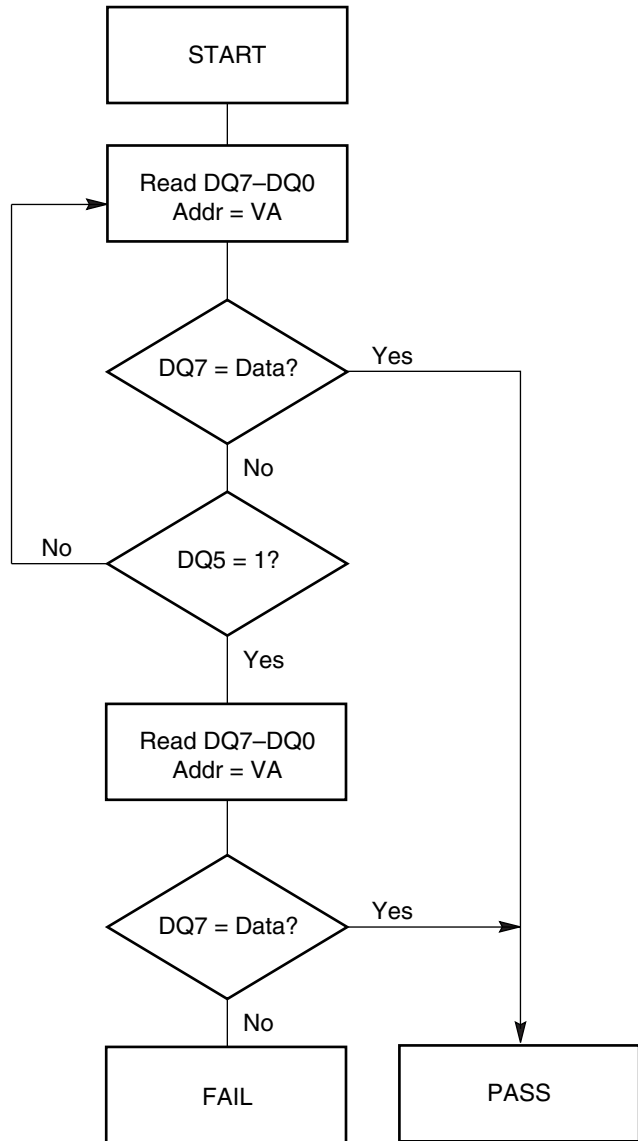 START
Read DQ7–DQ0
Addr = VA
DQ7 = Data?
Yes
No
No
DQ5 = 1?
Yes
Read DQ7–DQ0
Addr = VA
DQ7 = Data?
Yes
No
FAIL
PASS